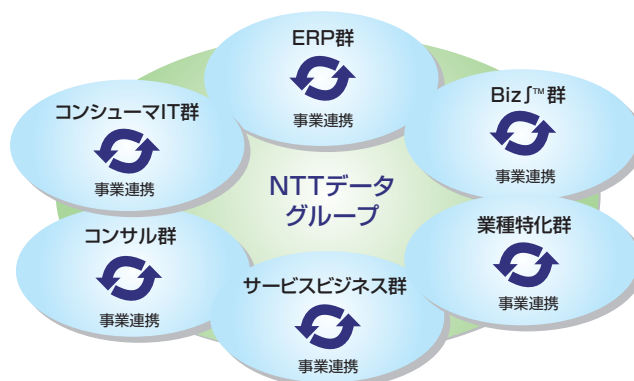 ERP群
事業連携
コンシューマIT群
事業連携
Biz∫™群
事業連携
NTTデータ
グループ
コンサル群
事業連携
業種特化群
事業連携
サービスビジネス群
事業連携